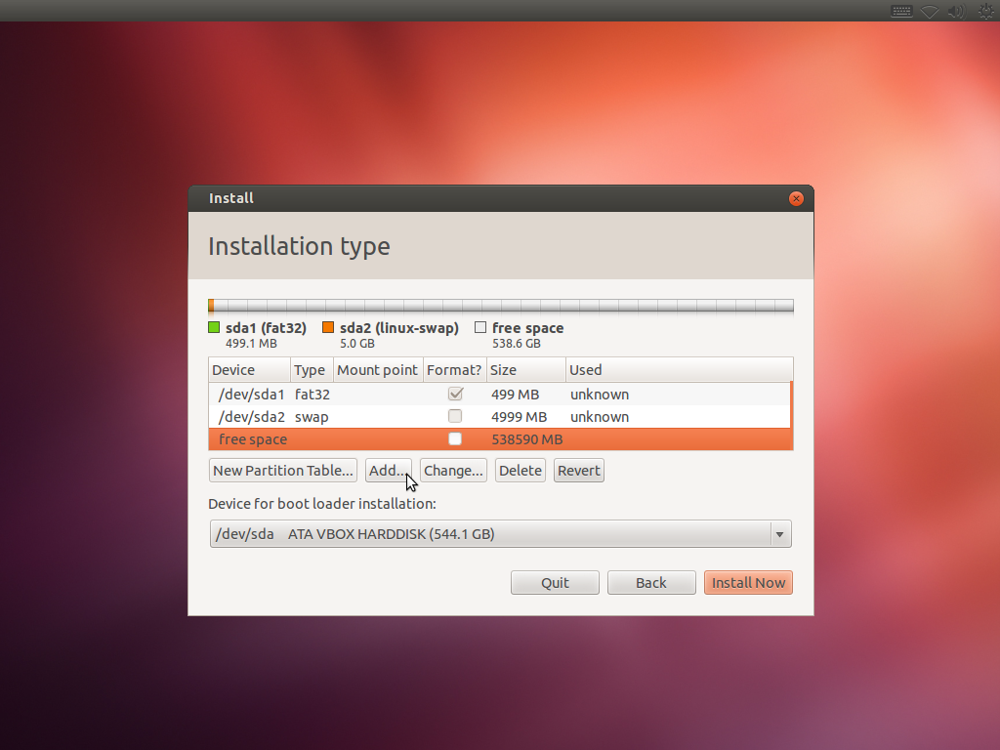 Install
Installation type
sda1 (fat32) sda2 (linux-swap) free space
499.1 MB 5.0 GB 538.6 GB
Device Type Mount point Format? Size Used
/dev/sda1 fat32 499 MB unknown
/dev/sda2 swap 4999 MB unknown
free space 538590 MB
New Partition Table... Add... Change... Delete Revert
Device for boot loader installation:
/dev/sda ATA VBOX HARDDISK (544.1 GB)
Quit Back Install Now